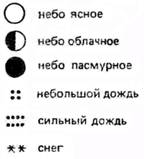 небо ясное
небо облачное
небо пасмурное
небольшой дождь
сильный дождь
снег